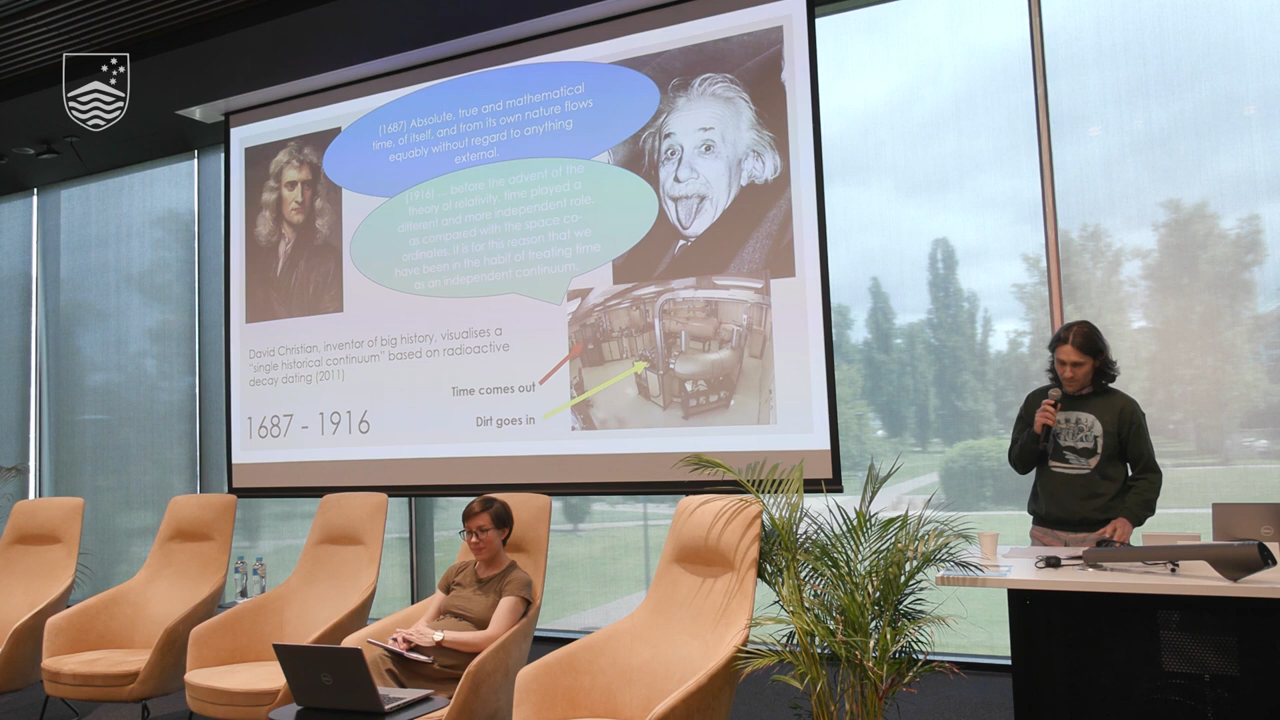 (1687) Absolute, true and mathematical
time, of itself, and from its own nature flows
equably without regard to anything
external.
(1916) ... before the advent of the
theory of relativity, time played a
different and more independent role,
as compared with the space co-
ordinates. It is for this reason that we
have been in the habit of treating time
as an independent continuum.
David Christian, inventor of big history, visualises a
"single historical continuum" based on radioactive
decay dating (2011)
Time comes out
Dirt goes in
1687 - 1916